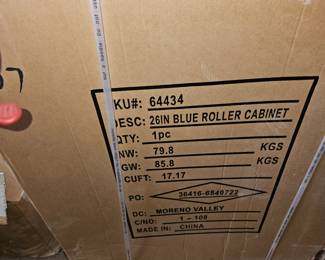 KU#: 64434
DESC: 26IN BLUE ROLLER CABINET
QTY: 1pc
NW: 79.8 KGS
GW: 85.8 KGS
CUFT: 17.17
PO: 36416-6840722
DC: MORENO VALLEY
C/NO: 1 - 108
MADE IN: CHINA